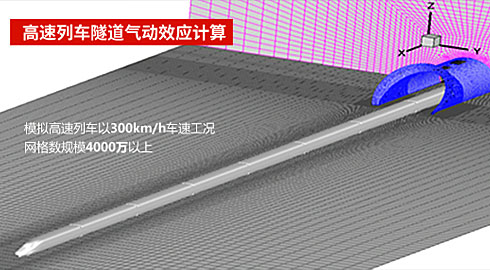 高速列车隧道气动效应计算
Z
X
Y
模拟高速列车以300km/h车速工况
网格数规模4000万以上